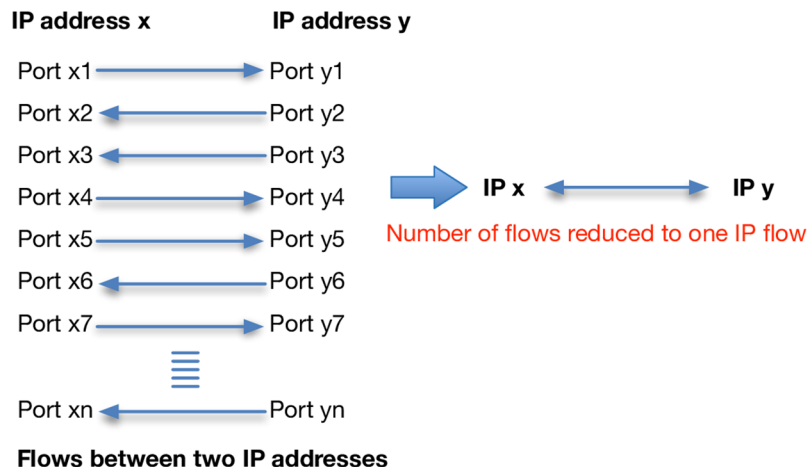 IP address x IP address y
Port x1 Port y1
Port x2 Port y2
Port x3 Port y3
Port x4 Port y4
Port x5 Port y5
Port x6 Port y6
Port x7 Port y7
Port xn Port yn
Flows between two IP addresses
IP x IP y
Number of flows reduced to one IP flow